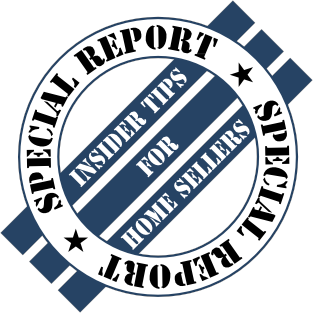 SPECIAL REPORT
INSIDER TIPS
FOR
HOME SELLERS
SPECIAL REPORT